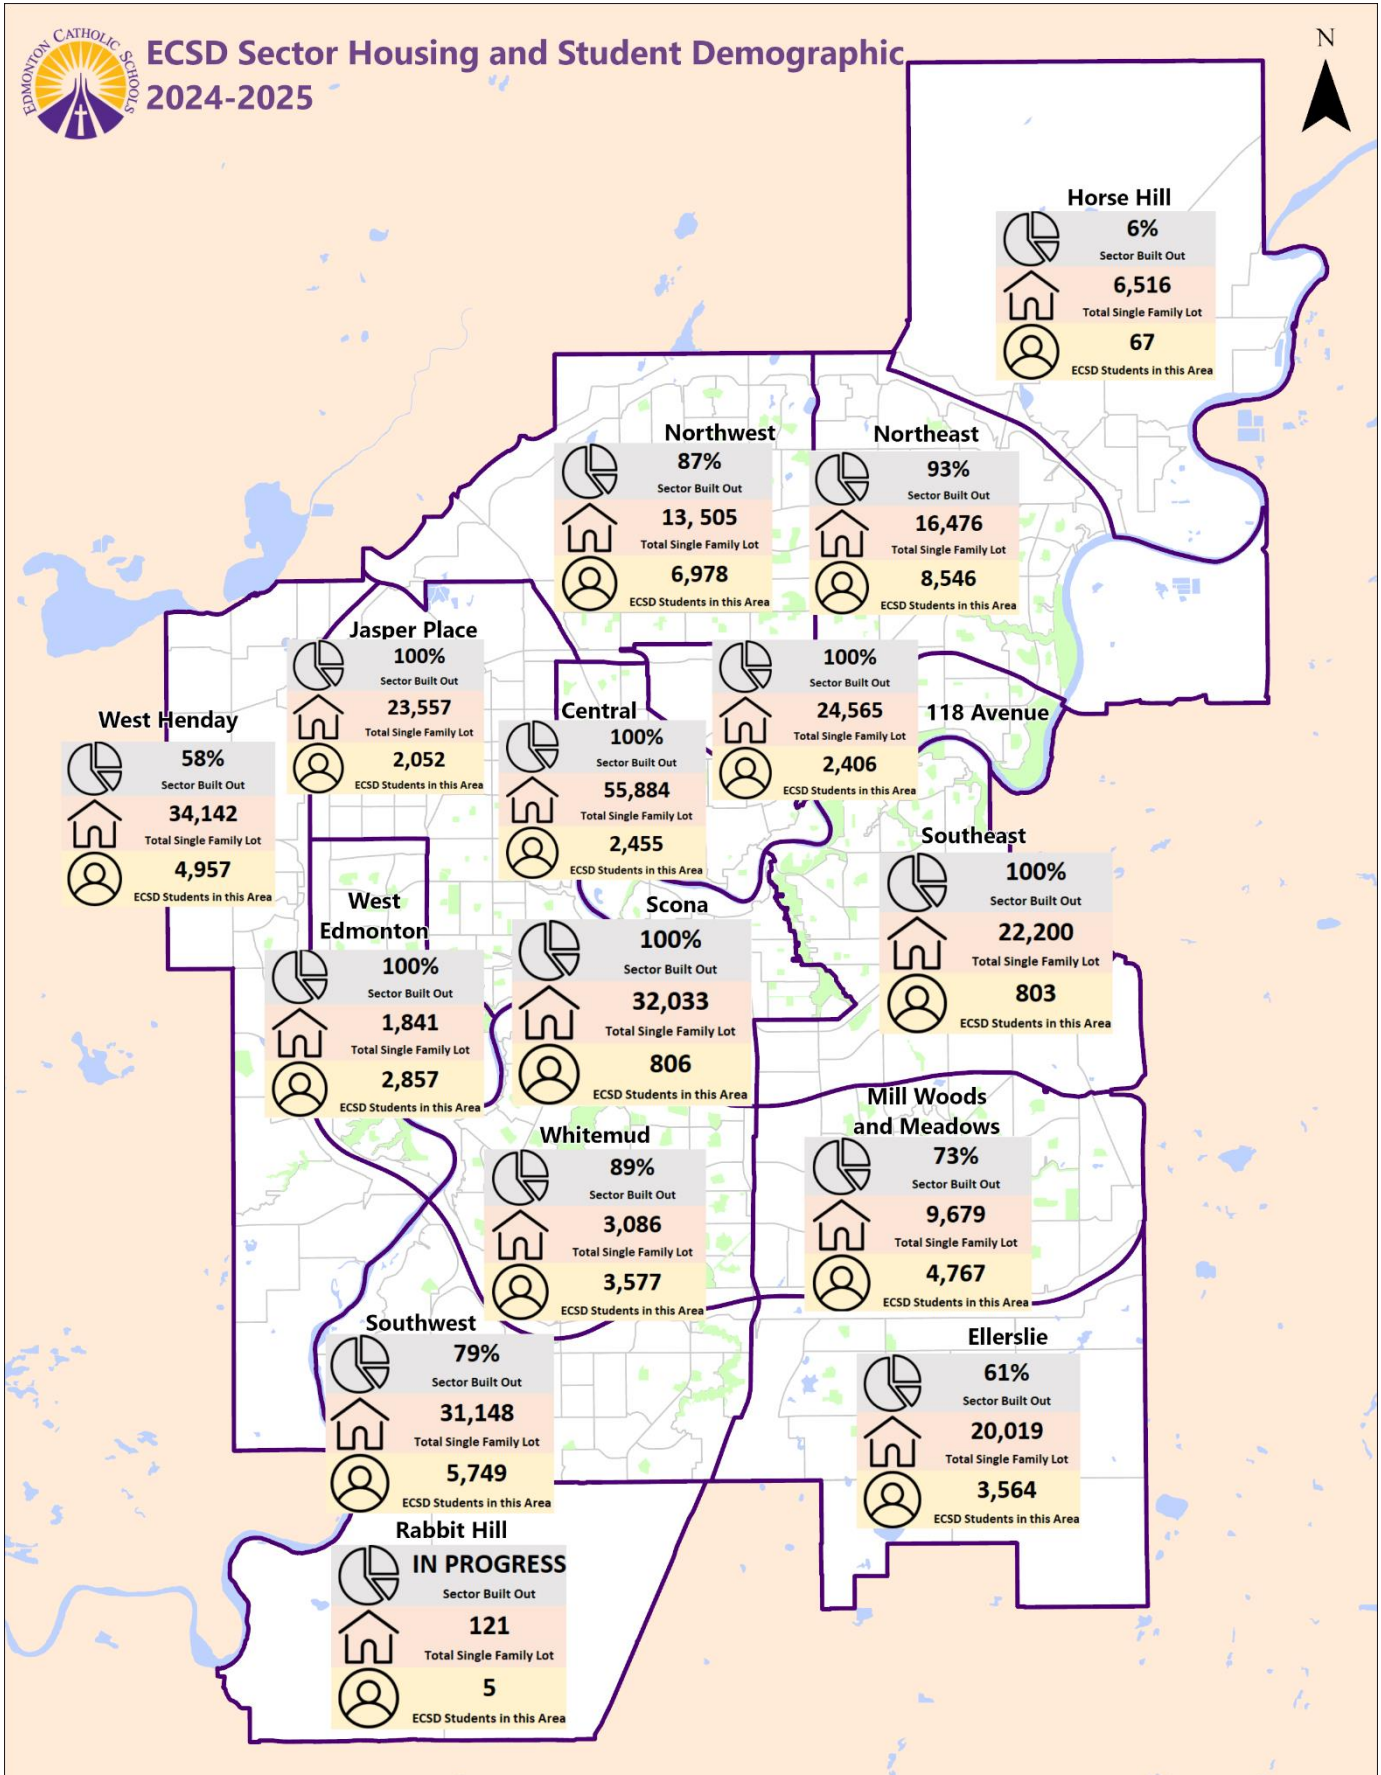 EDMONTON CATHOLIC SCHOOLS
ECSD Sector Housing and Student Demographic
2024-2025
N
Horse Hill
6%
Sector Built Out
6,516
Total Single Family Lot
67
ECSD Students in this Area
Northwest
87%
Sector Built Out
13, 505
Total Single Family Lot
6,978
ECSD Students in this Area
Northeast
93%
Sector Built Out
16,476
Total Single Family Lot
8,546
ECSD Students in this Area
Jasper Place
100%
Sector Built Out
23,557
Total Single Family Lot
2,052
ECSD Students in this Area
118 Avenue
100%
Sector Built Out
24,565
Total Single Family Lot
2,406
ECSD Students in this Area
West Henday
58%
Sector Built Out
34,142
Total Single Family Lot
4,957
ECSD Students in this Area
Central
100%
Sector Built Out
55,884
Total Single Family Lot
2,455
ECSD Students in this Area
Southeast
100%
Sector Built Out
22,200
Total Single Family Lot
803
ECSD Students in this Area
West
Edmonton
100%
Sector Built Out
1,841
Total Single Family Lot
2,857
ECSD Students in this Area
Scona
100%
Sector Built Out
32,033
Total Single Family Lot
806
ECSD Students in this Area
Whitemud
89%
Sector Built Out
3,086
Total Single Family Lot
3,577
ECSD Students in this Area
Mill Woods
and Meadows
73%
Sector Built Out
9,679
Total Single Family Lot
4,767
ECSD Students in this Area
Southwest
79%
Sector Built Out
31,148
Total Single Family Lot
5,749
ECSD Students in this Area
Ellerslie
61%
Sector Built Out
20,019
Total Single Family Lot
3,564
ECSD Students in this Area
Rabbit Hill
IN PROGRESS
Sector Built Out
121
Total Single Family Lot
5
ECSD Students in this Area